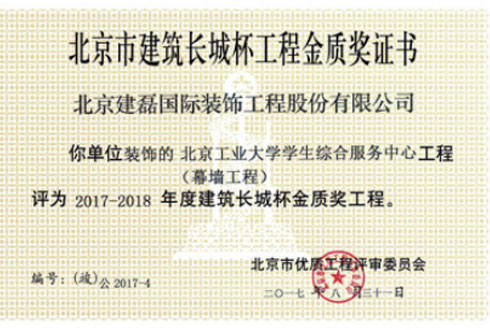 北京市建筑长城杯工程金质奖证书
北京建磊国际装饰工程股份有限公司
你单位装饰的 北京工业大学学生综合服务中心工程
（幕墙工程）
评为 2017-2018 年度建筑长城杯金质奖工程。
北京市优质工程评审委员会
编号：(竣)公 2017-4
二〇一七 年 八 月三十一日